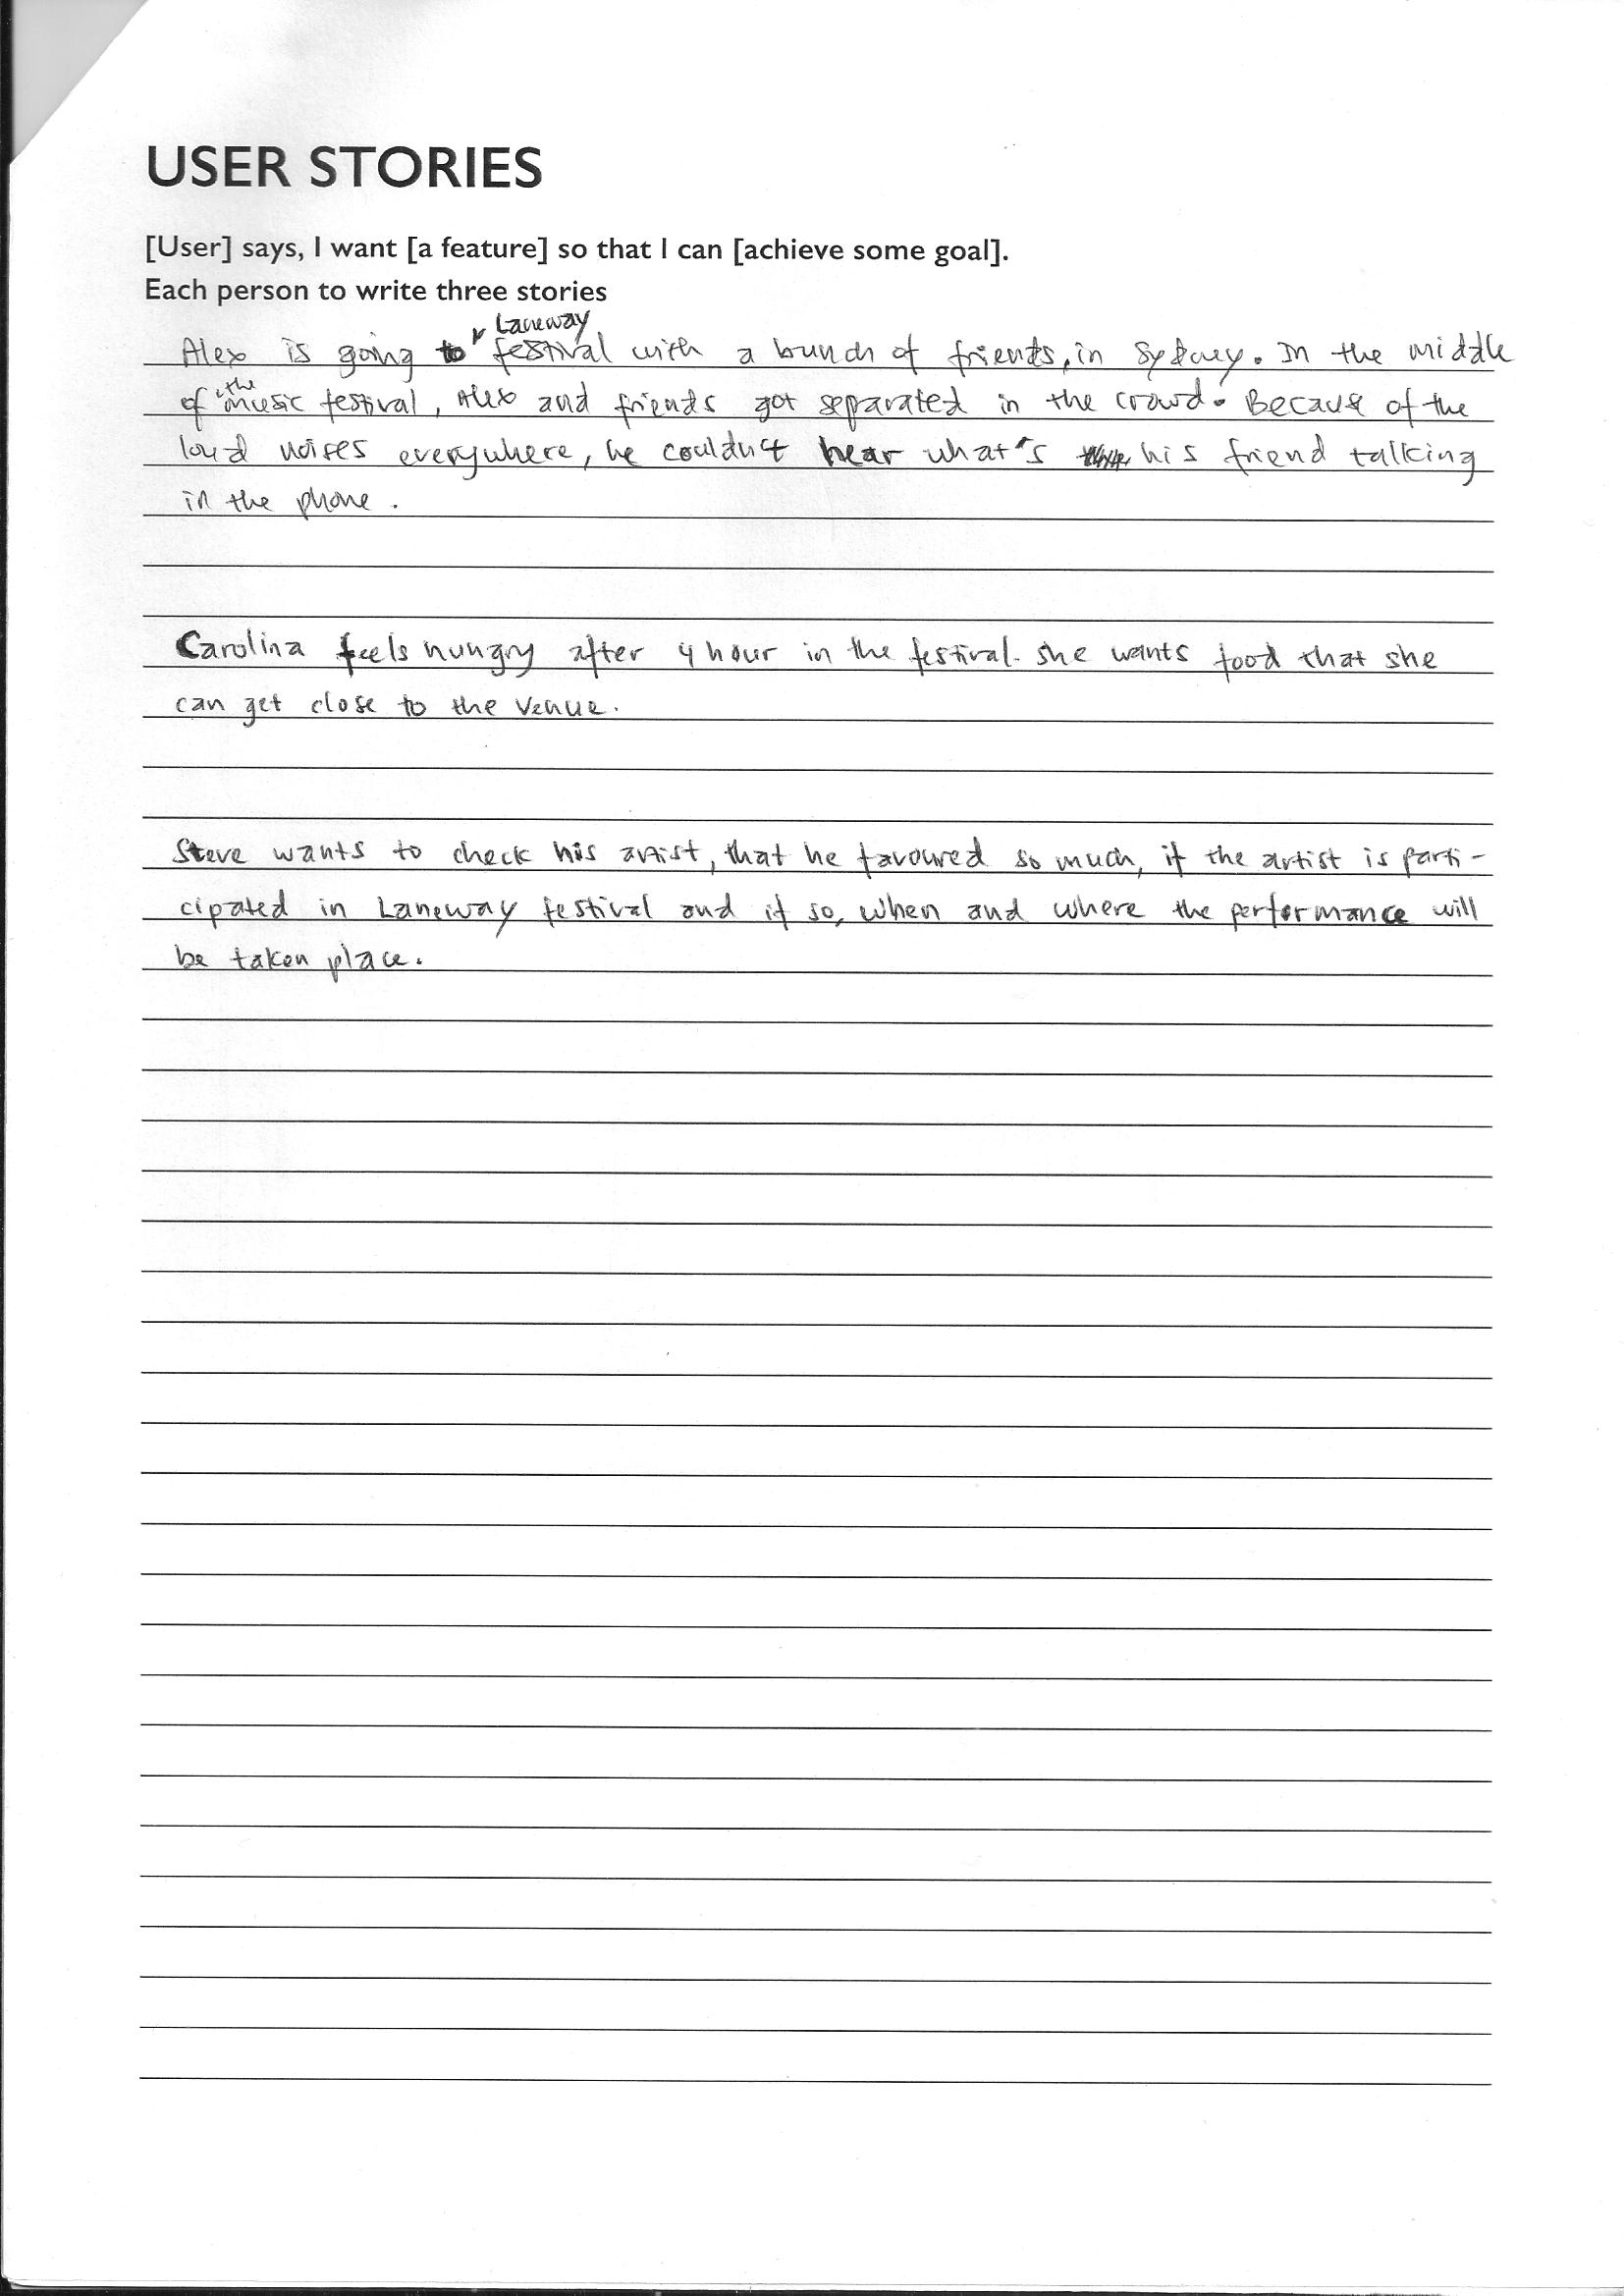 USER STORIES
[User] says, I want [a feature] so that I can [achieve some goal].
Each person to write three stories
Alex is going to Laneway festival with a bunch of friends, in Sydney. In the middle
of the music festival, Alex and friends got separated in the crowd. Because of the
loud noises everywhere, he couldn't hear what's his friend talking
in the phone.
Carolina feels hungry after 4 hour in the festival. she wants food that she
can get close to the venue.
Steve wants to check his artist, that he favoured so much, if the artist is parti-
cipated in Laneway festival and if so, when and where the performance will
be taken place.